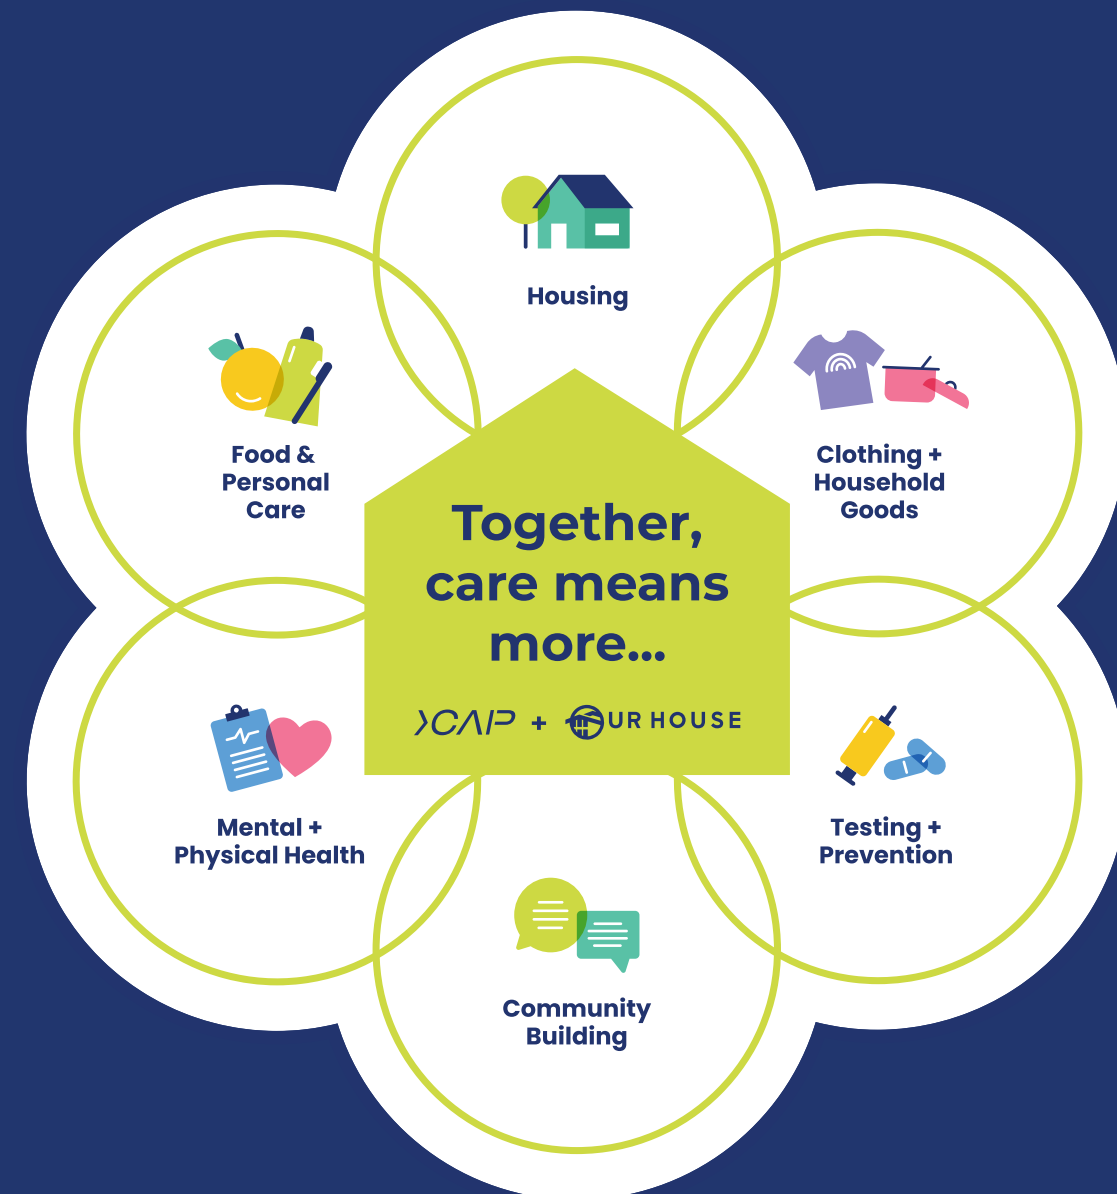 Housing
Food &
Personal
Care
Clothing +
Household
Goods
Together,
care means
more...
CAP + OUR HOUSE
Mental +
Physical Health
Testing +
Prevention
Community
Building